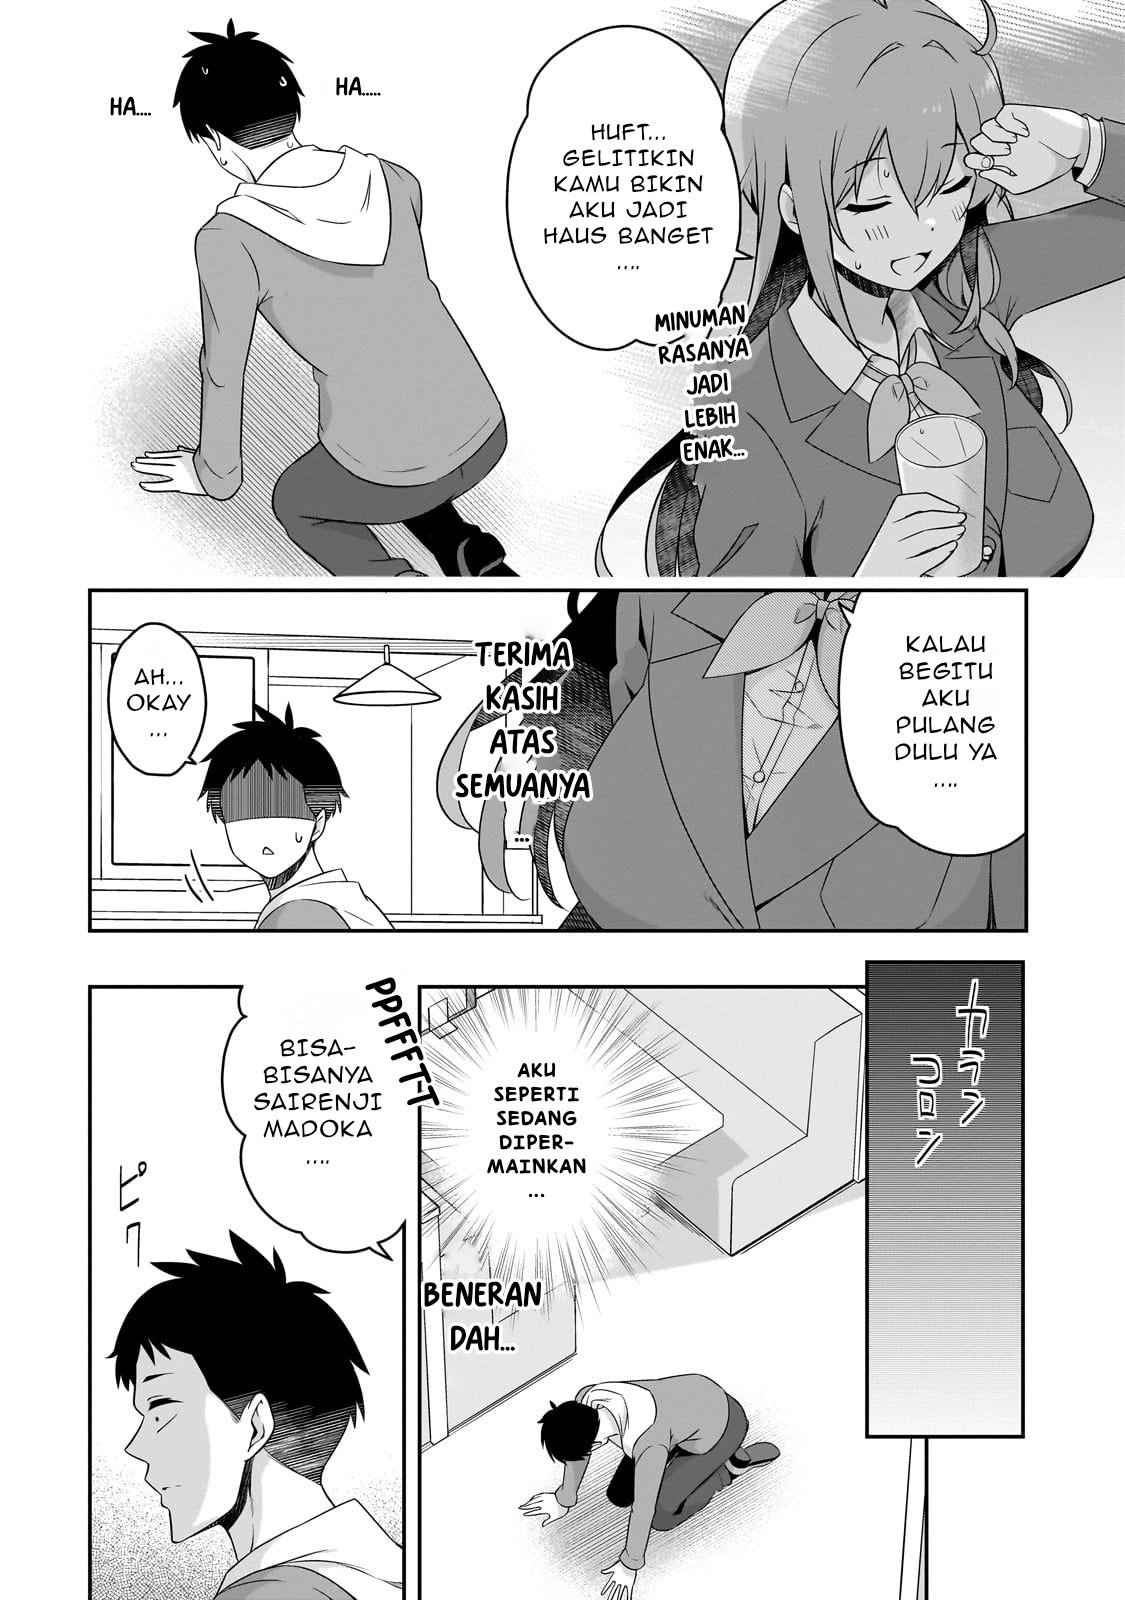 HUFT...
GELITIKIN
KAMU BIKIN
AKU JADI
HAUS BANGET
....
MINUMAN
RASANYA
JADI
LEBIH
ENAK...
HA.....
HA....
KALAU
BEGITU
AKU
PULANG
DULU YA
....
TERIMA
KASIH
ATAS
SEMUANYA
...
AH...
OKAY
...
カラン
コロン
AKU
SEPERTI
SEDANG
DIPER-
MAINKAN
...
BENERAN
DAH...
PPFFFFT-T
BISA-
BISANYA
SAIRENJI
MADOKA
....
ピク